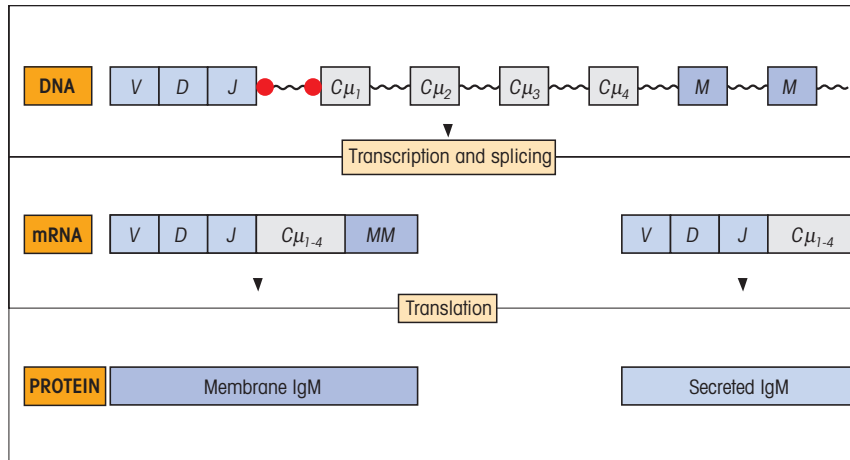 DNA V D J Cμ1 Cμ2 Cμ3 Cμ4 M M
Transcription and splicing
mRNA V D J Cμ1-4 MM V D J Cμ1-4
Translation
PROTEIN Membrane IgM Secreted IgM